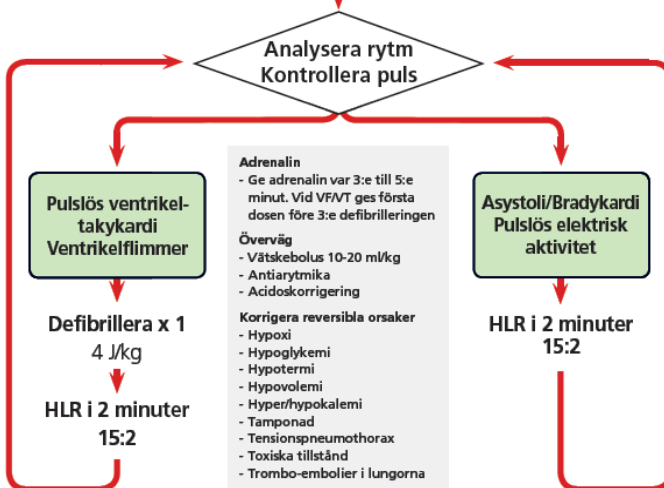 Analysera rytm
Kontrollera puls
Pulslös ventrikel-
takykardi
Ventrikelflimmer
Defibrillera x 1
4 J/kg
HLR i 2 minuter
15:2
Adrenalin
- Ge adrenalin var 3:e till 5:e
minut. Vid VF/VT ges första
dosen före 3:e defibrilleringen
Överväg
- Vätskebolus 10-20 ml/kg
- Antiarytmika
- Acidoskorrigering
Korrigera reversibla orsaker
- Hypoxi
- Hypoglykemi
- Hypotermi
- Hypovolemi
- Hyper/hypokalemi
- Tamponad
- Tensionspneumothorax
- Toxiska tillstånd
- Trombo-embolier i lungorna
Asystoli/Bradykardi
Pulslös elektrisk
aktivitet
HLR i 2 minuter
15:2